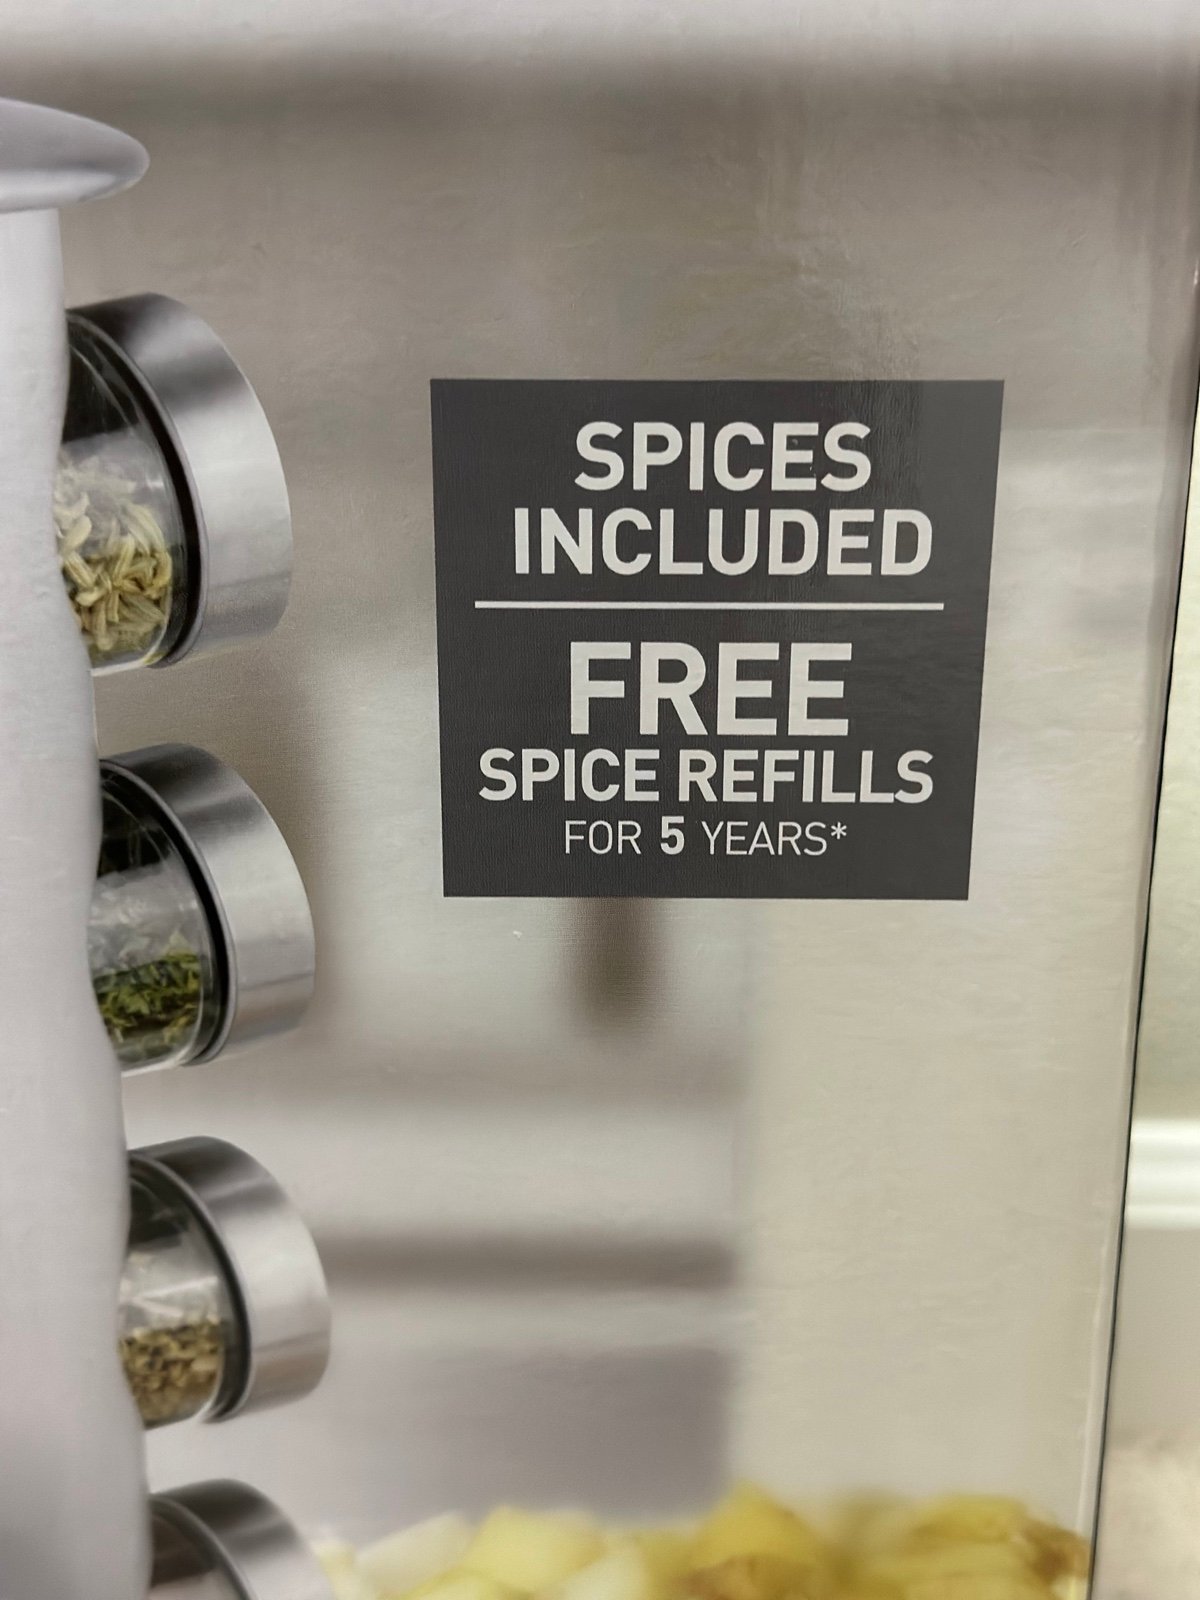 SPICES
INCLUDED
FREE
SPICE REFILLS
FOR 5 YEARS*